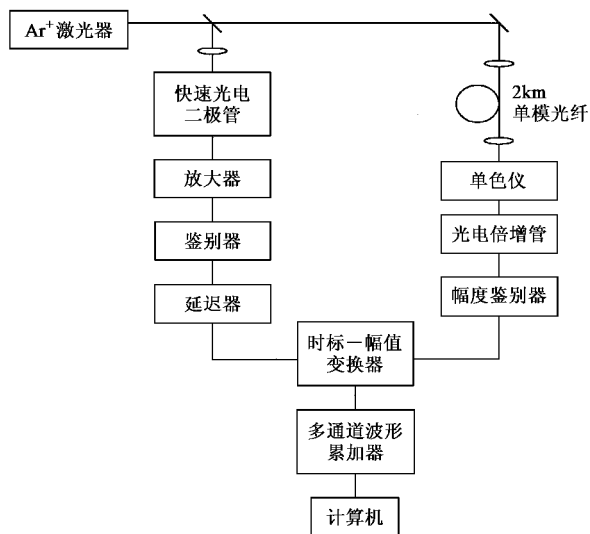 Ar⁺激光器
快速光电
二极管
放大器
鉴别器
延迟器
2km
单模光纤
单色仪
光电倍增管
幅度鉴别器
时标－幅值
变换器
多通道波形
累加器
计算机